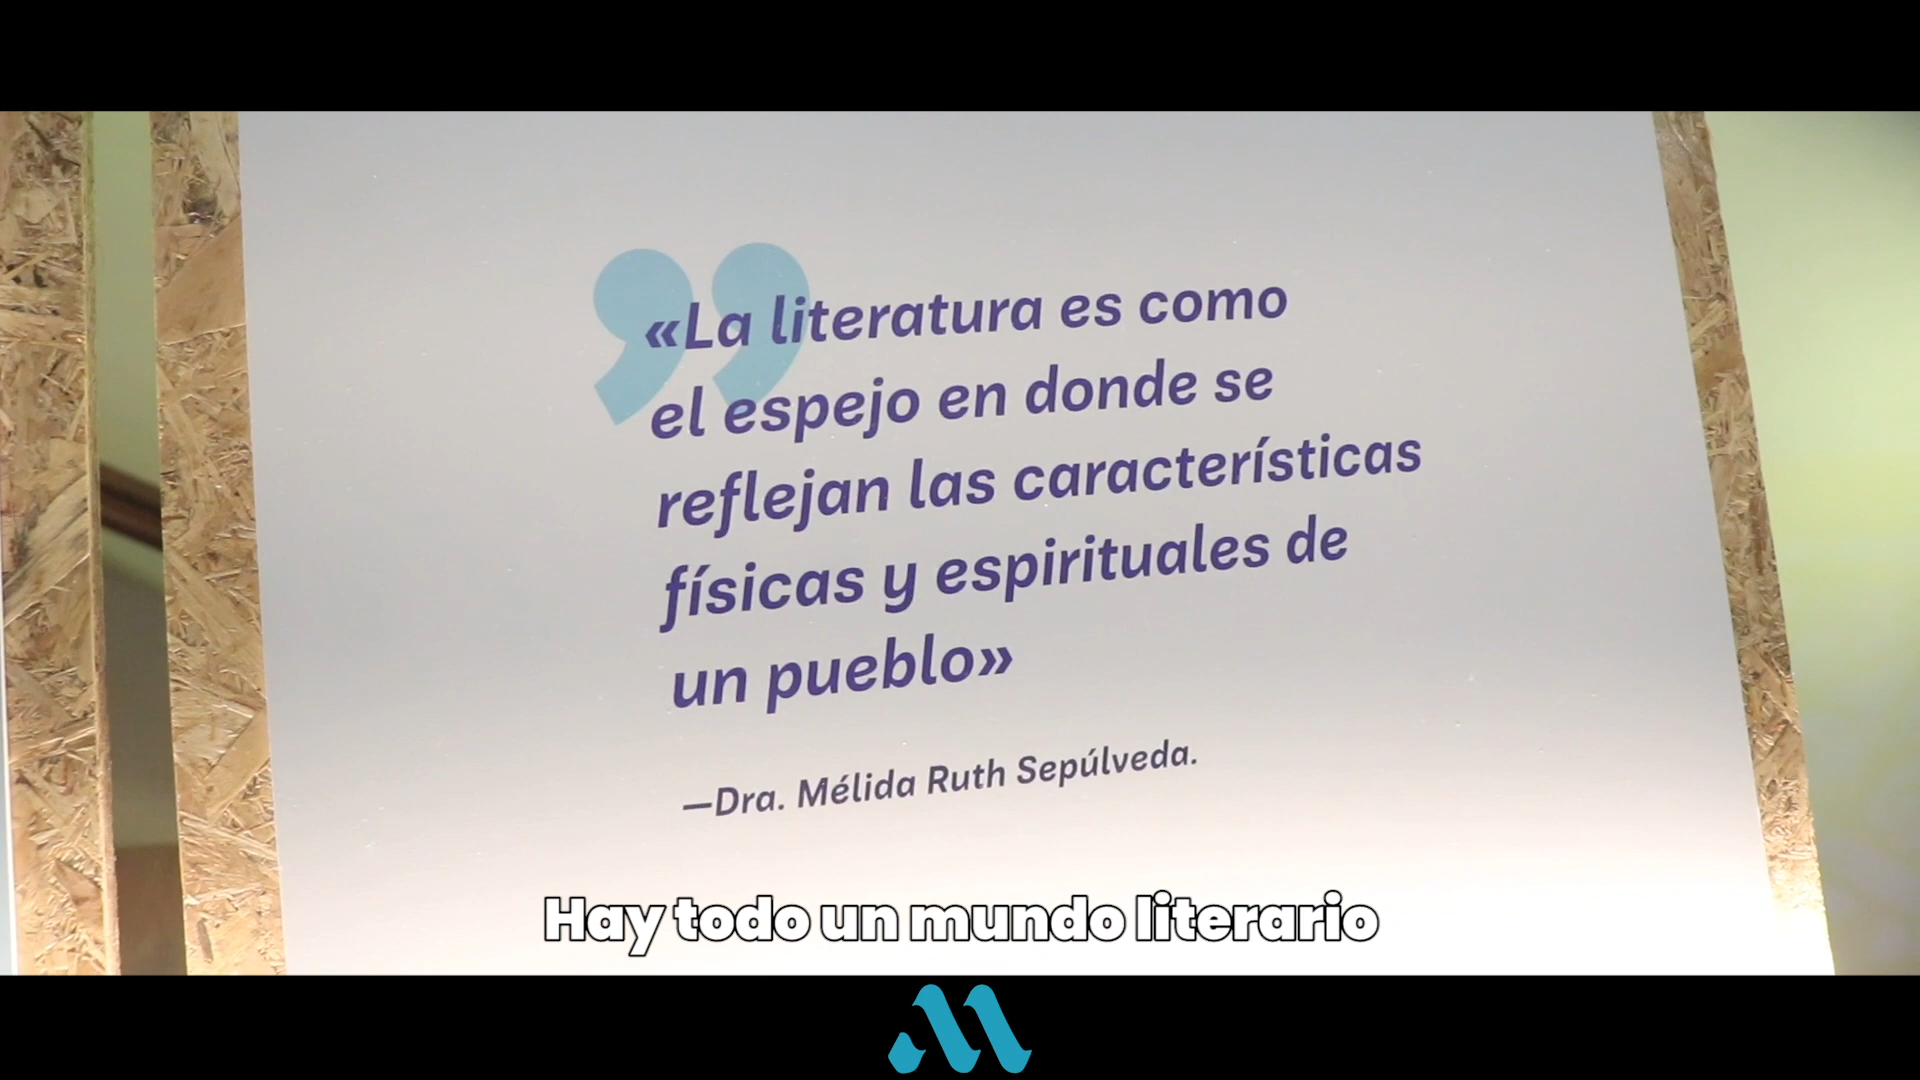 «La literatura es como
el espejo en donde se
reflejan las características
físicas y espirituales de
un pueblo»
—Dra. Mélida Ruth Sepúlveda.
Hay todo un mundo literario